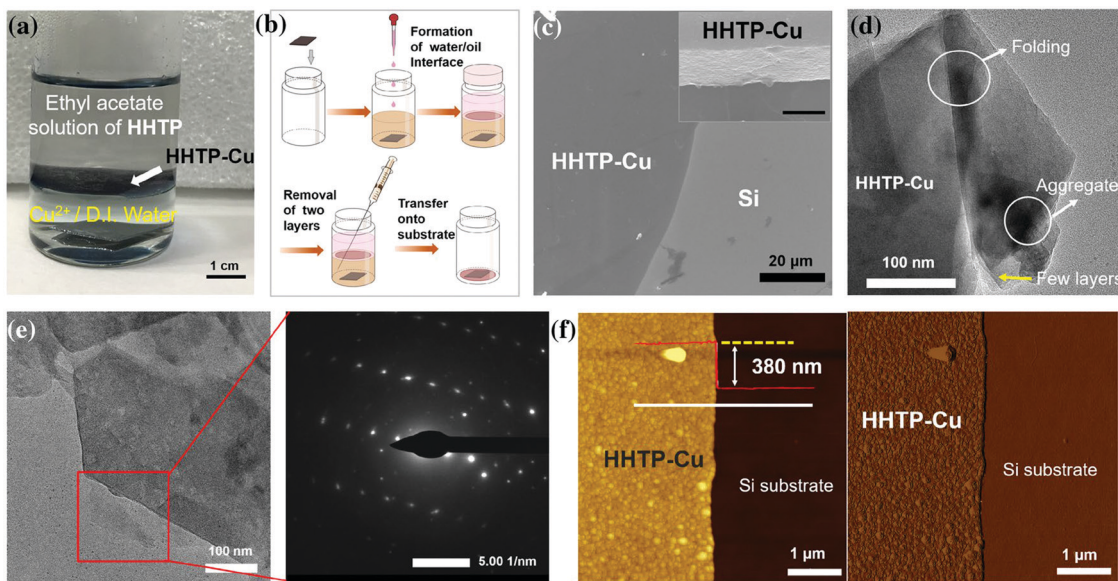 (a)
Ethyl acetate
solution of HHTP
HHTP-Cu
Cu²⁺ / D.I. Water
1 cm
(b)
Formation
of water/oil
Interface
Removal
of two
layers
Transfer
onto
substrate
(c)
HHTP-Cu
HHTP-Cu
Si
20 µm
(d)
Folding
HHTP-Cu
Aggregate
100 nm
Few layers
(e)
100 nm
5.00 1/nm
(f)
380 nm
HHTP-Cu
Si substrate
1 µm
HHTP-Cu
Si substrate
1 µm